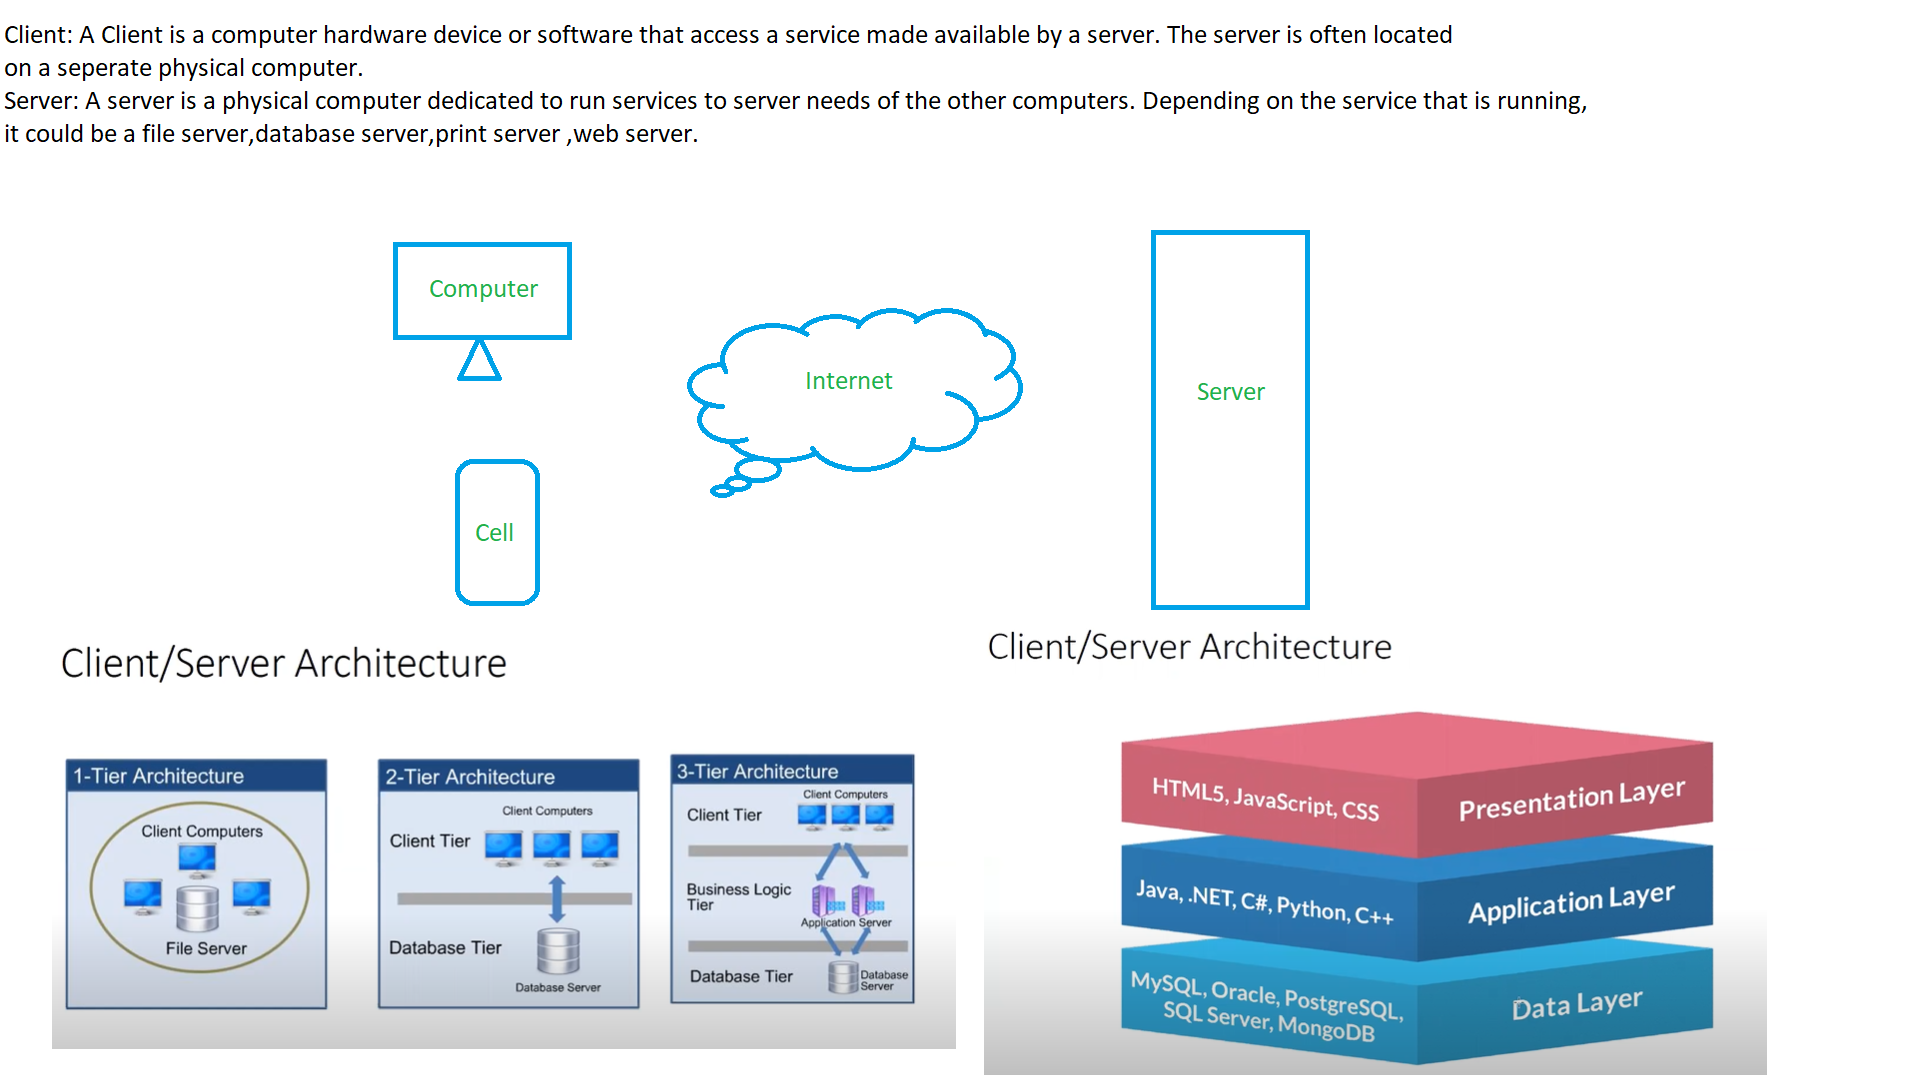 Client: A Client is a computer hardware device or software that access a service made available by a server. The server is often located
on a seperate physical computer.
Server: A server is a physical computer dedicated to run services to server needs of the other computers. Depending on the service that is running,
it could be a file server,database server,print server ,web server.
Computer
Internet
Server
Cell
Client/Server Architecture
1-Tier Architecture
Client Computers
File Server
2-Tier Architecture
Client Computers
Client Tier
Database Tier
Database Server
3-Tier Architecture
Client Computers
Client Tier
Business Logic
Tier
Application Server
Database Tier
Database
Server
Client/Server Architecture
HTML5, JavaScript, CSS
Presentation Layer
Java, .NET, C#, Python, C++
Application Layer
MySQL, Oracle, PostgreSQL,
SQL Server, MongoDB
Data Layer